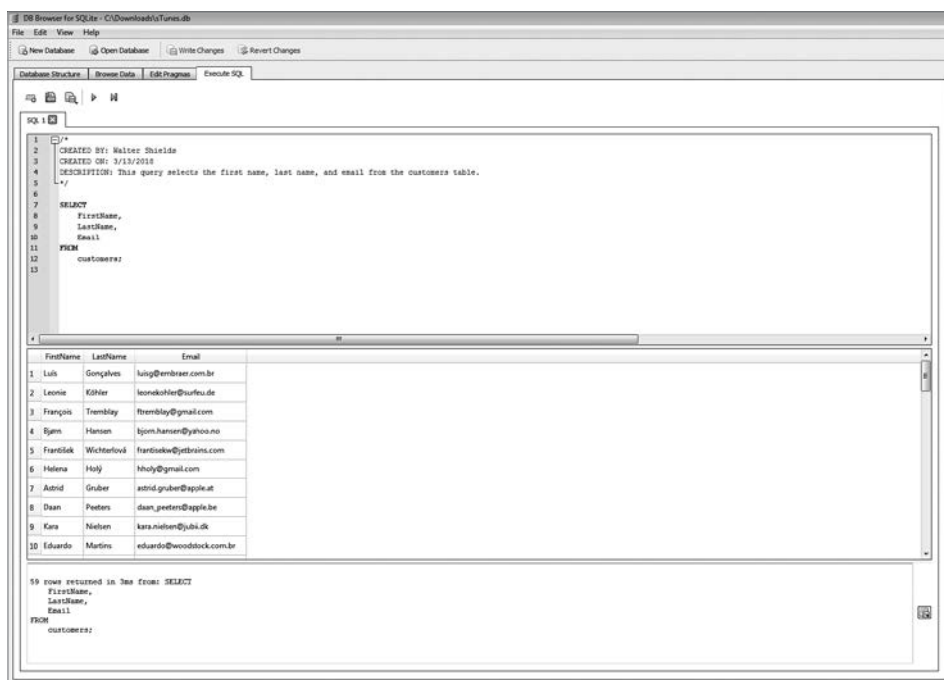 DB Browser for SQLite - C:\Downloads\sTunes.db
File Edit View Help
New Database Open Database Write Changes Revert Changes
Database Structure Browse Data Edit Pragmas Execute SQL
SQL 1
1 /*
2 CREATED BY: Walter Shields
3 CREATED ON: 3/13/2018
4 DESCRIPTION: This query selects the first name, last name, and email from the customers table.
5 */
6
7 SELECT
8 FirstName,
9 LastName,
10 Email
11 FROM
12 customers;
13
FirstName LastName Email
1 Luís Gonçalves luisg@embraer.com.br
2 Leonie Köhler leonekohler@surfeu.de
3 François Tremblay ftremblay@gmail.com
4 Bjørn Hansen bjorn.hansen@yahoo.no
5 František Wichterlová frantisekw@jetbrains.com
6 Helena Holý hholy@gmail.com
7 Astrid Gruber astrid.gruber@apple.at
8 Daan Peeters daan_peeters@apple.be
9 Kara Nielsen kara.nielsen@jubii.dk
10 Eduardo Martins eduardo@woodstock.com.br
59 rows returned in 3ms from: SELECT
FirstName,
LastName,
Email
FROM
customers;